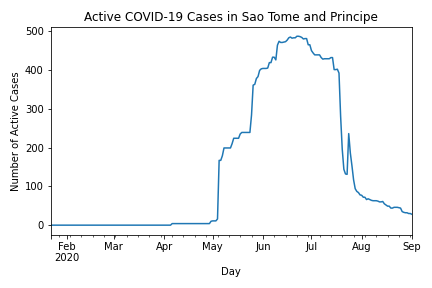 Active COVID-19 Cases in Sao Tome and Principe
500
400
300
200
100
0
Number of Active Cases
Feb Mar Apr May Jun Jul Aug Sep
2020
Day